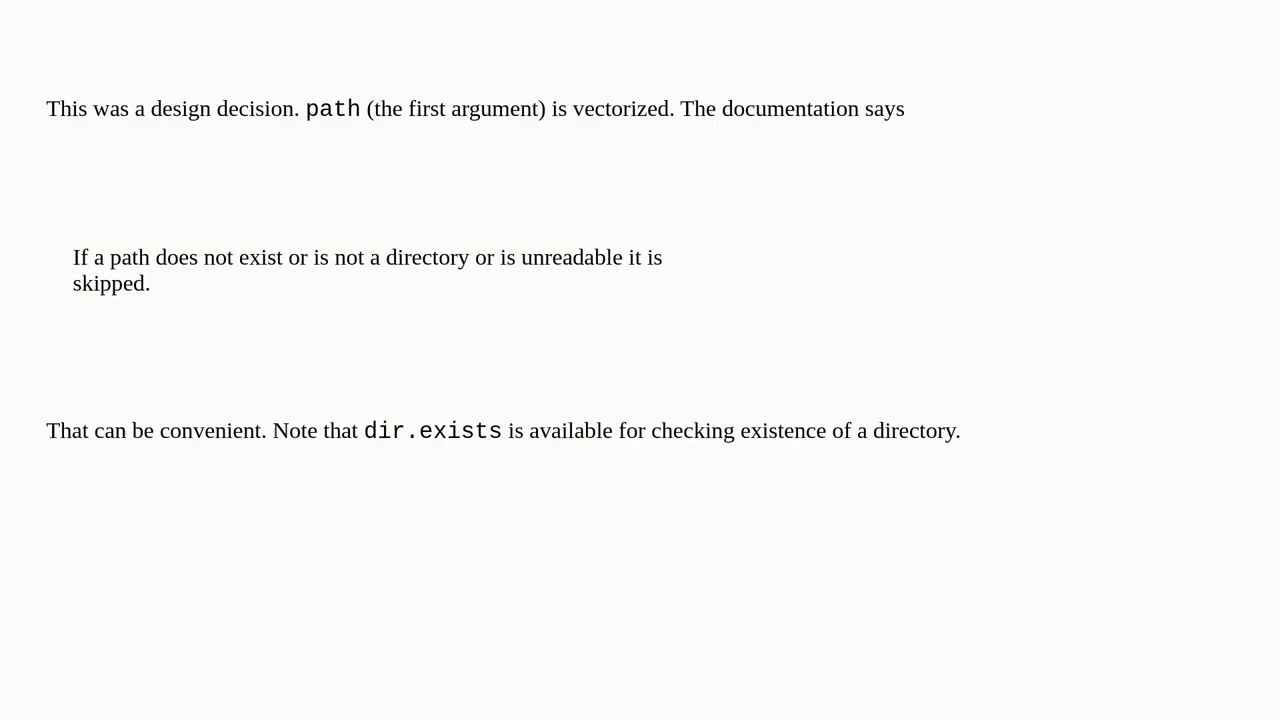 This was a design decision. path (the first argument) is vectorized. The documentation says
If a path does not exist or is not a directory or is unreadable it is
skipped.
That can be convenient. Note that dir.exists is available for checking existence of a directory.